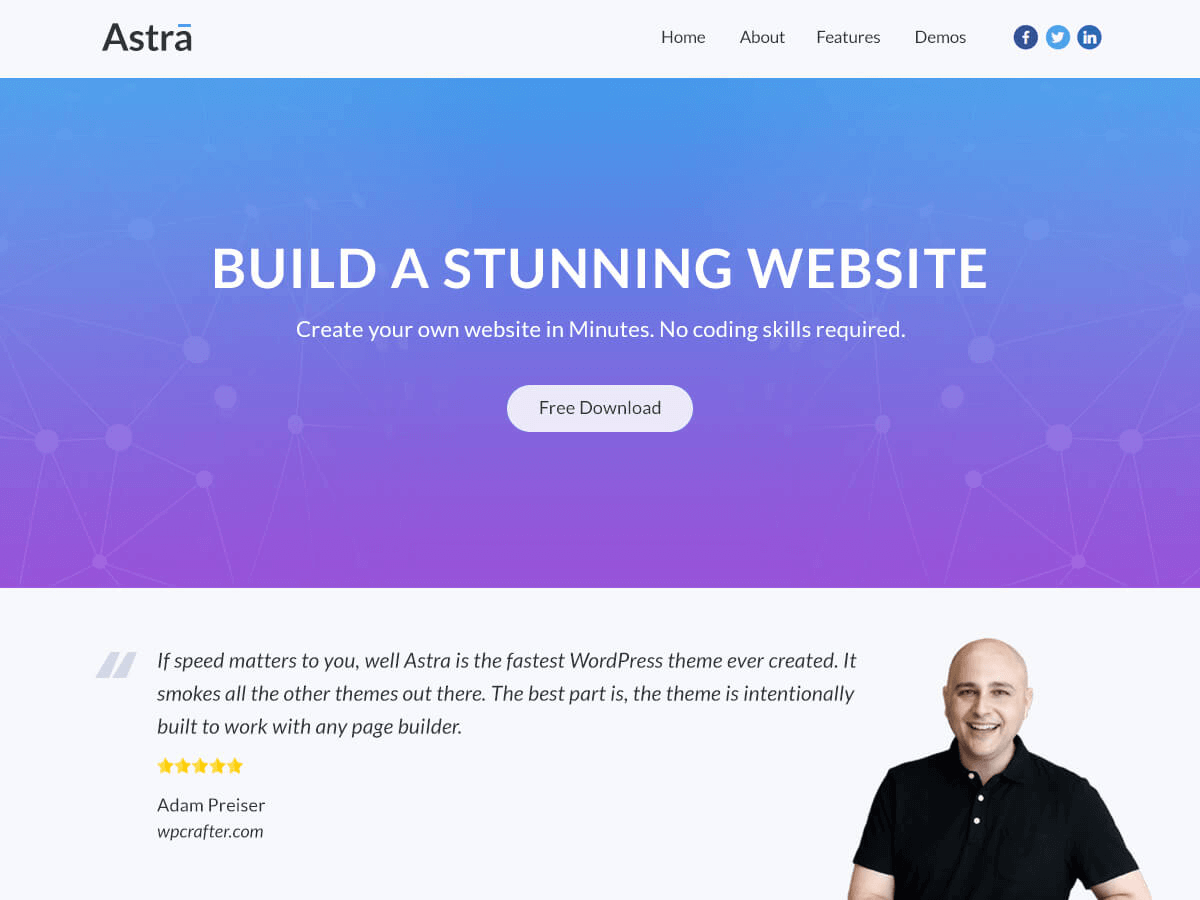 Astra
Home About Features Demos
BUILD A STUNNING WEBSITE
Create your own website in Minutes. No coding skills required.
Free Download
If speed matters to you, well Astra is the fastest WordPress theme ever created. It
smokes all the other themes out there. The best part is, the theme is intentionally
built to work with any page builder.
Adam Preiser
wpcrafter.com